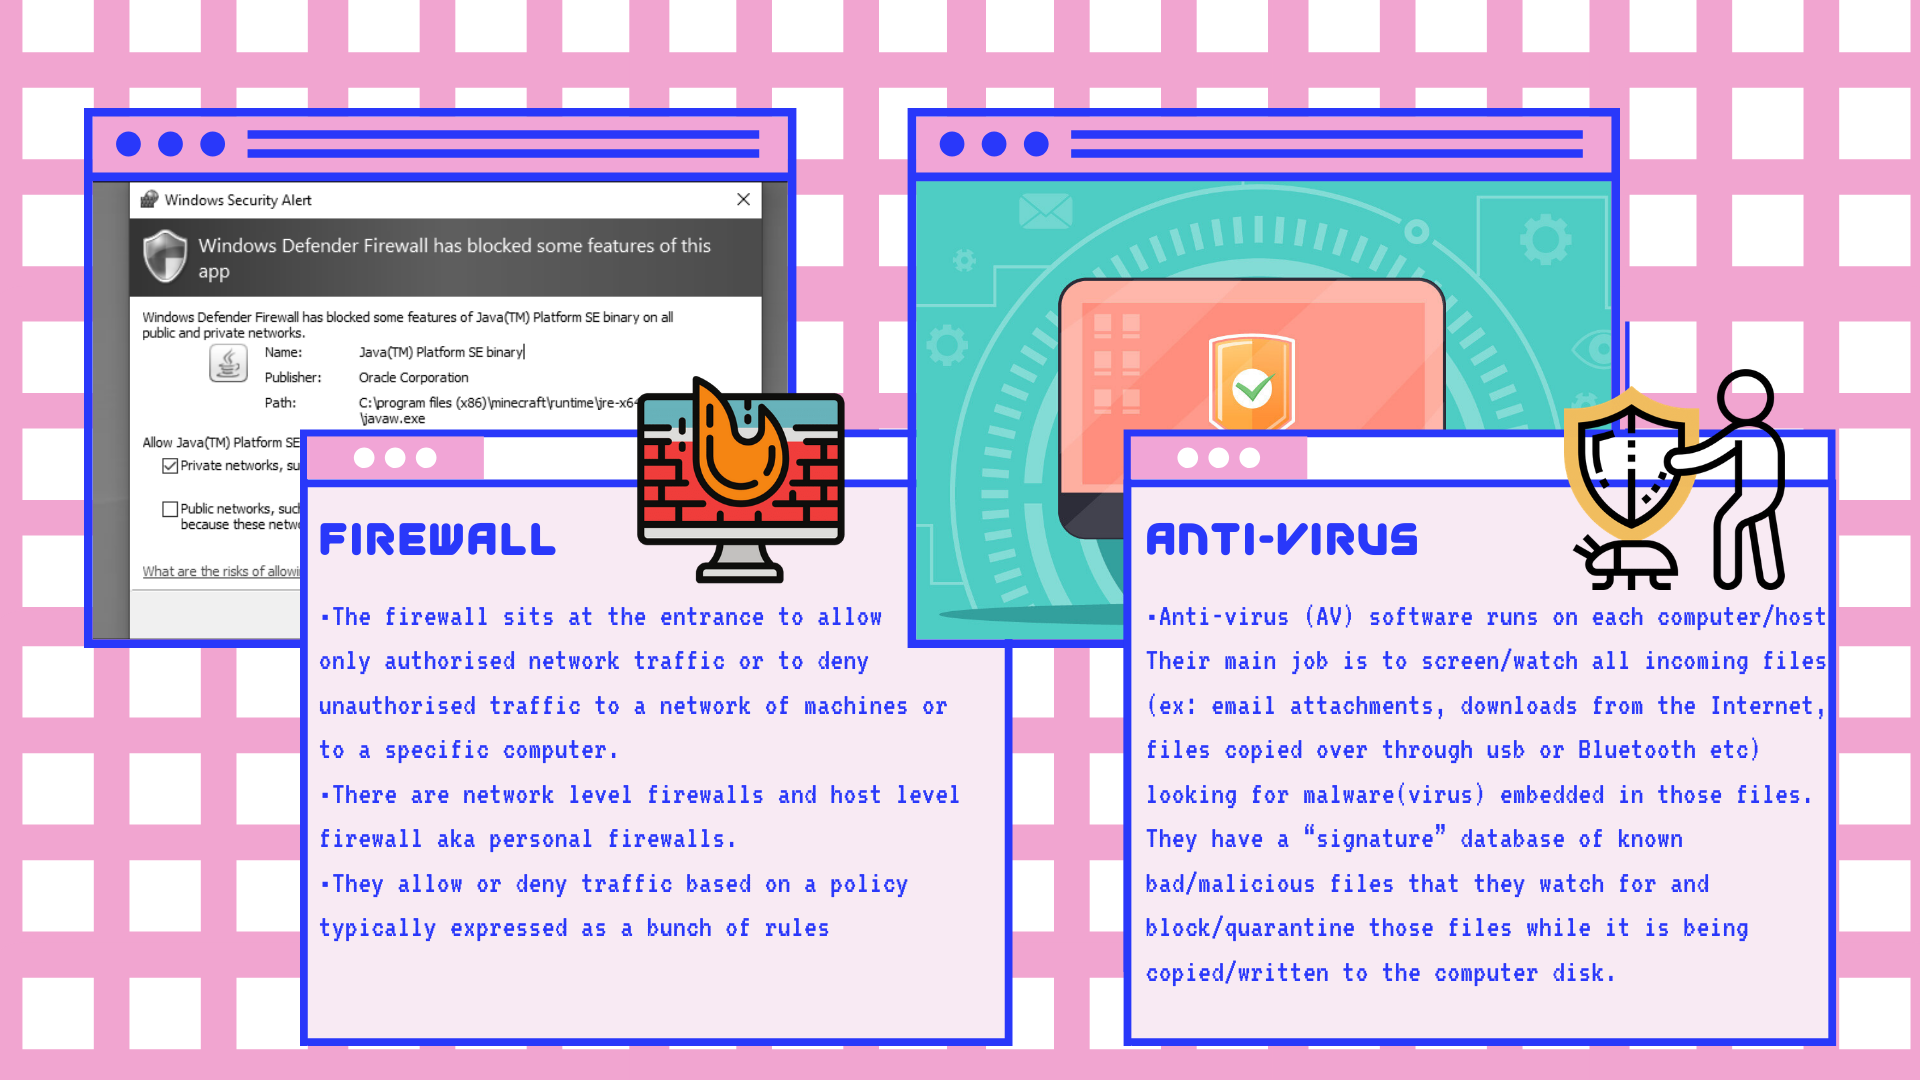 Windows Security Alert
Windows Defender Firewall has blocked some features of this
app
Windows Defender Firewall has blocked some features of Java(TM) Platform SE binary on all
public and private networks.
Name: Java(TM) Platform SE binary
Publisher: Oracle Corporation
Path: C:\program files (x86)\minecraft\runtime\jre-x64
\javaw.exe
Allow Java(TM) Platform SE
Private networks, su
Public networks, such
because these netwo
What are the risks of allowi
FIREWALL
•The firewall sits at the entrance to allow
only authorised network traffic or to deny
unauthorised traffic to a network of machines or
to a specific computer.
•There are network level firewalls and host level
firewall aka personal firewalls.
•They allow or deny traffic based on a policy
typically expressed as a bunch of rules
ANTI-VIRUS
•Anti-virus (AV) software runs on each computer/host
Their main job is to screen/watch all incoming files
(ex: email attachments, downloads from the Internet,
files copied over through usb or Bluetooth etc)
looking for malware(virus) embedded in those files.
They have a “signature” database of known
bad/malicious files that they watch for and
block/quarantine those files while it is being
copied/written to the computer disk.